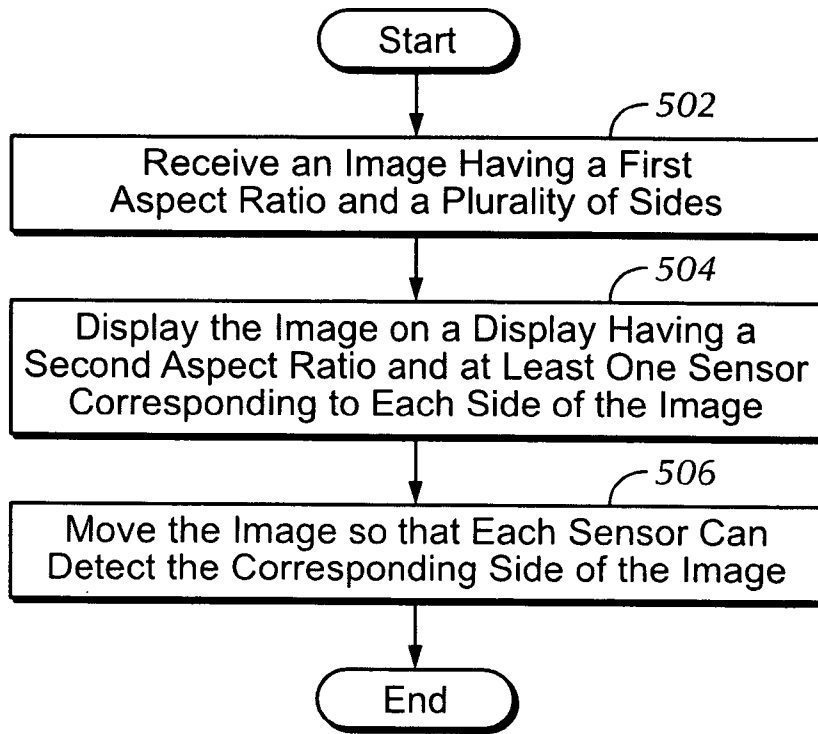 Start
502
Receive an Image Having a First
Aspect Ratio and a Plurality of Sides
504
Display the Image on a Display Having a
Second Aspect Ratio and at Least One Sensor
Corresponding to Each Side of the Image
506
Move the Image so that Each Sensor Can
Detect the Corresponding Side of the Image
End